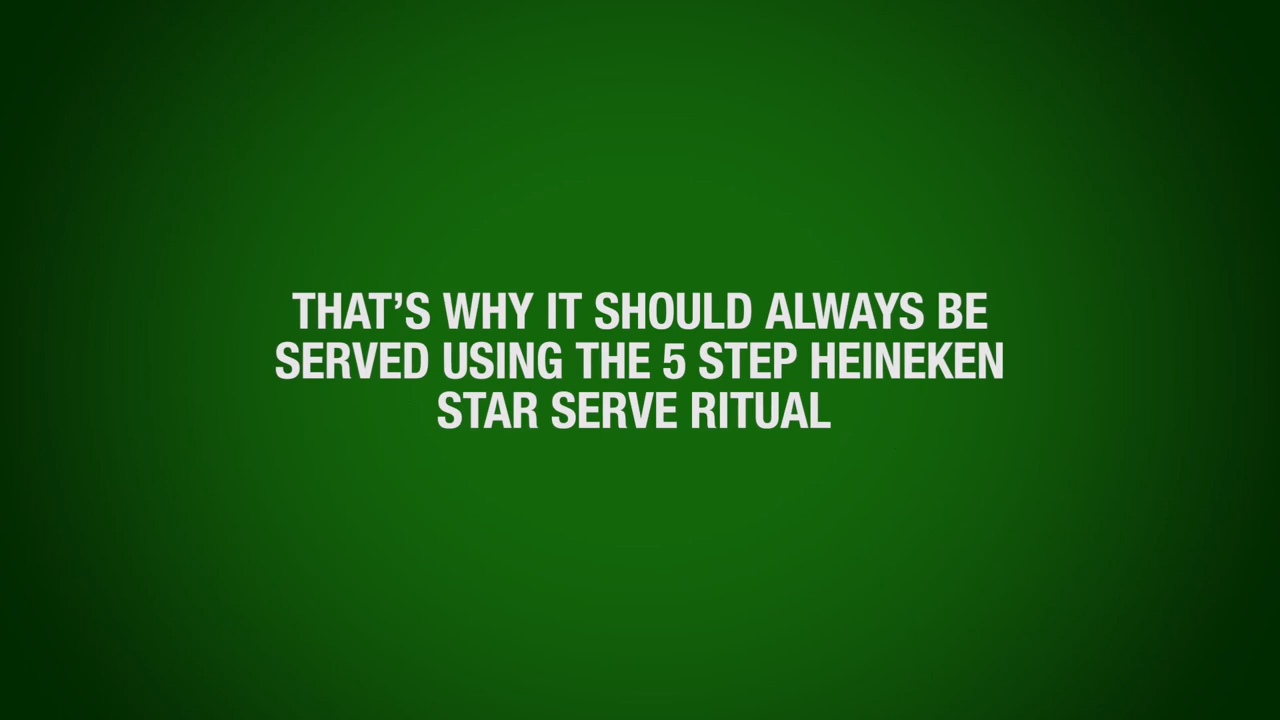 THAT’S WHY IT SHOULD ALWAYS BE
SERVED USING THE 5 STEP HEINEKEN
STAR SERVE RITUAL